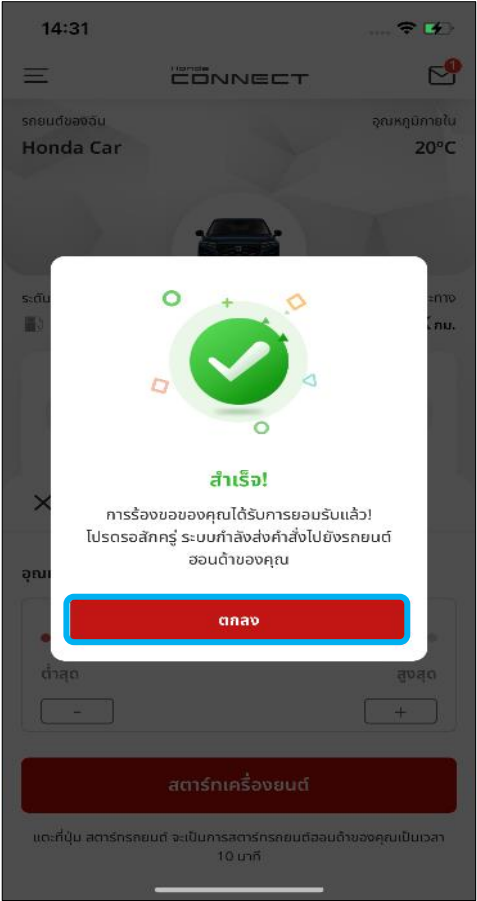 14:31
Honda
CONNECT
1
รถยนต์ของฉัน
อุณหภูมิภายใน
Honda Car
20°C
ระดับ
ะทาง
กม.
สำเร็จ!
การร้องขอของคุณได้รับการยอมรับแล้ว!
โปรดรอสักครู่ ระบบกำลังส่งคำสั่งไปยังรถยนต์
ฮอนด้าของคุณ
ตกลง
ต่ำสุด
สูงสุด
-
+
สตาร์ทเครื่องยนต์
แตะที่ปุ่ม สตาร์ทรถยนต์ จะเป็นการสตาร์ทรถยนต์ฮอนด้าของคุณเป็นเวลา
10 นาที